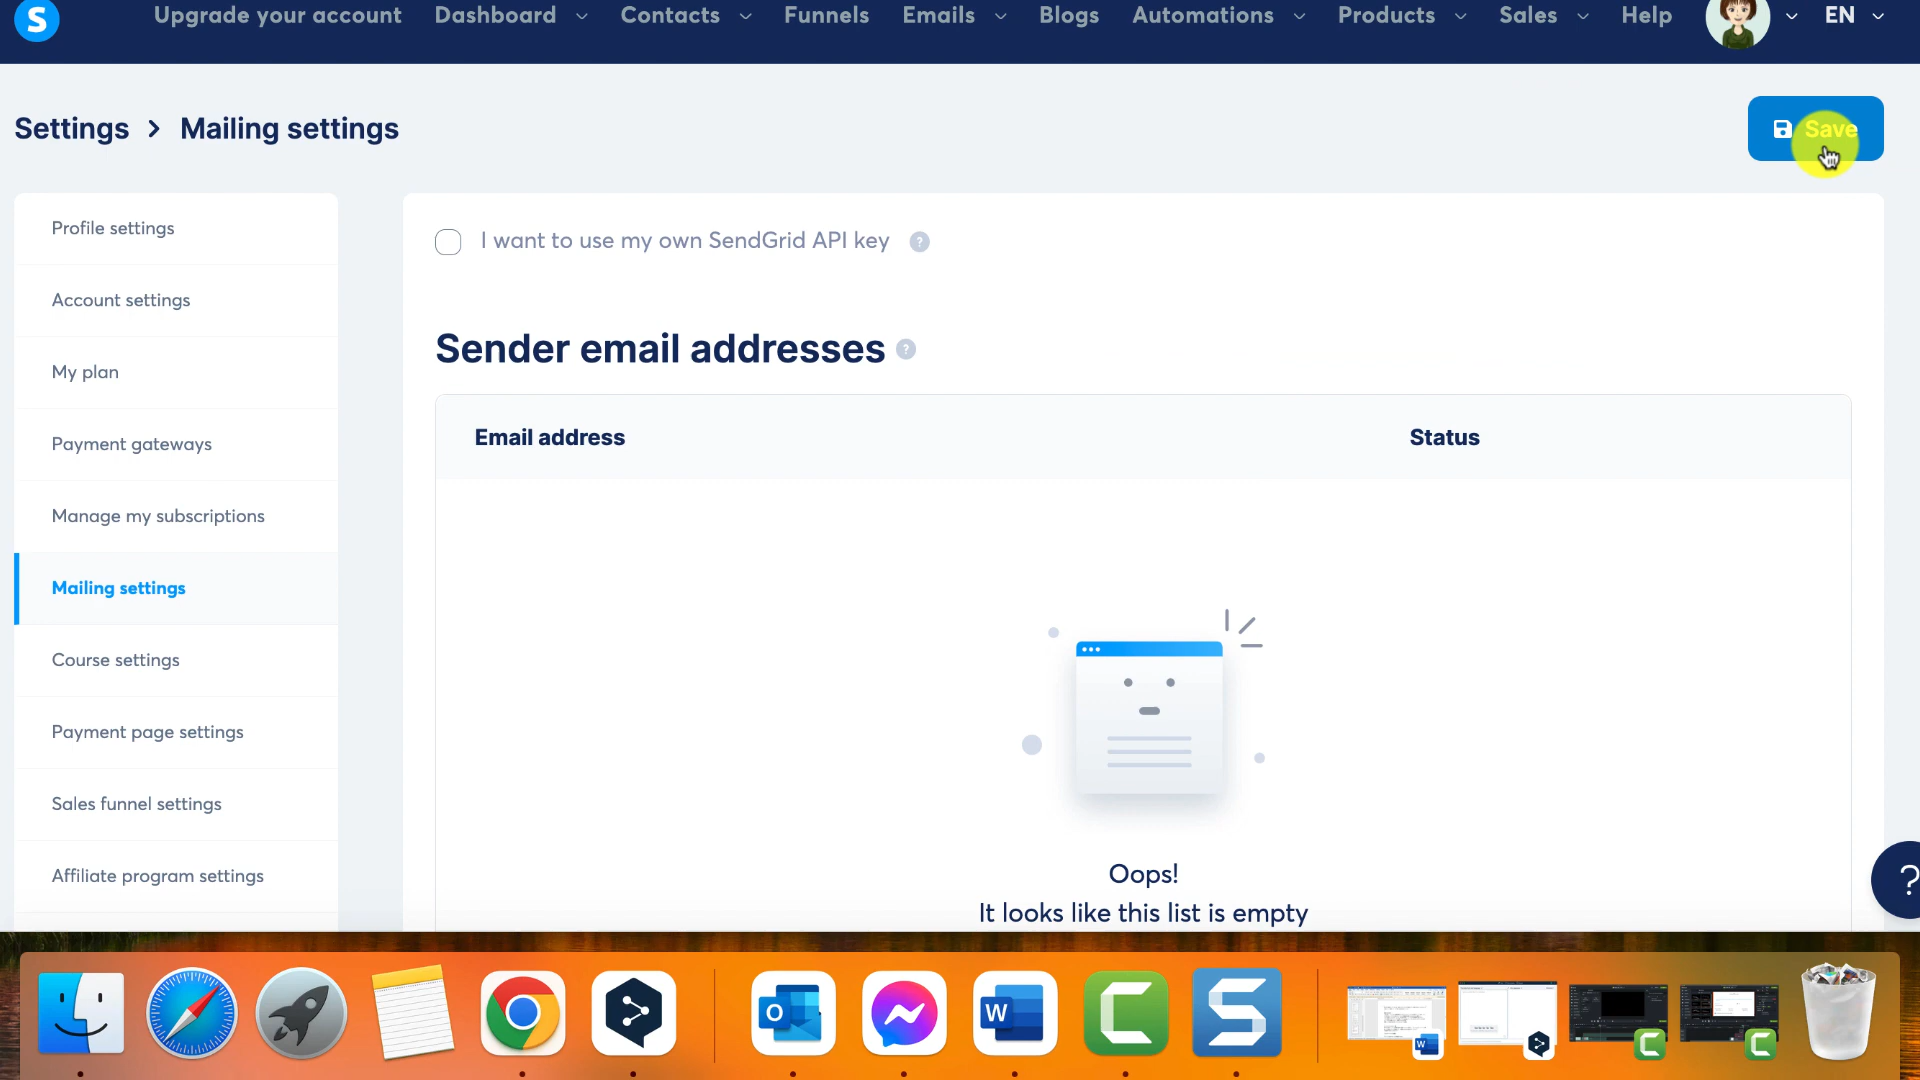 S
Upgrade your account Dashboard Contacts Funnels Emails Blogs Automations Products Sales Help EN
Settings > Mailing settings
Save
Profile settings
Account settings
My plan
Payment gateways
Manage my subscriptions
Mailing settings
Course settings
Payment page settings
Sales funnel settings
Affiliate program settings
I want to use my own SendGrid API key ?
Sender email addresses ?
Email address Status
Oops!
It looks like this list is empty
?
O
W
C
S
W
C
C